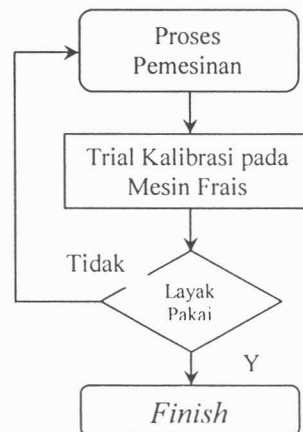 Proses
Pemesinan
Trial Kalibrasi pada
Mesin Frais
Tidak
Layak
Pakai
Y
Finish